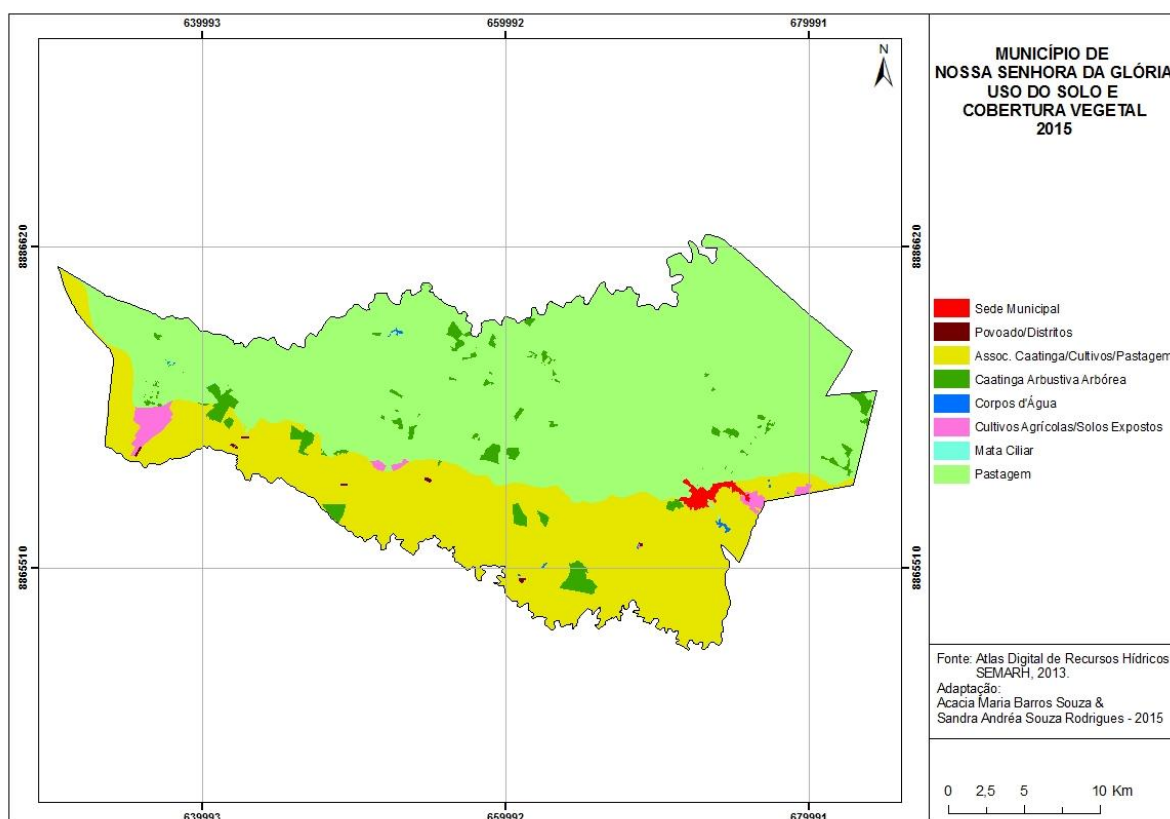 639993
659992
679991
N
8886620
8886620
8865510
8865510
639993
659992
679991
MUNICÍPIO DE
NOSSA SENHORA DA GLÓRIA
USO DO SOLO E
COBERTURA VEGETAL
2015
Sede Municipal
Povoado/Distritos
Assoc. Caatinga/Cultivos/Pastagem
Caatinga Arbustiva Arbórea
Corpos d'Água
Cultivos Agrícolas/Solos Expostos
Mata Ciliar
Pastagem
Fonte: Atlas Digital de Recursos Hídricos
SEMARH, 2013.
Adaptação:
Acacia Maria Barros Souza &
Sandra Andréa Souza Rodrigues - 2015
0 2,5 5 10 Km